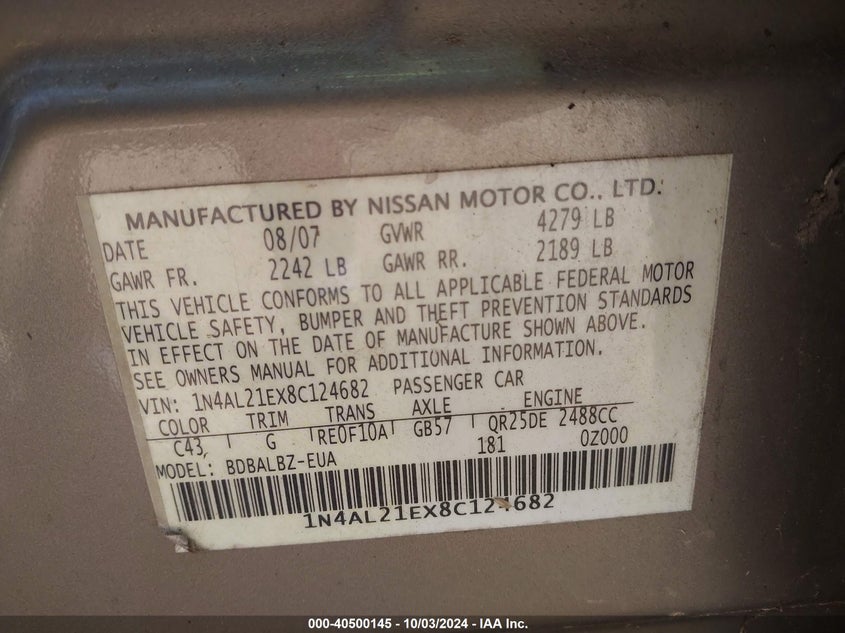 MANUFACTURED BY NISSAN MOTOR CO., LTD.
DATE 08/07 GVWR 4279 LB
GAWR FR. 2242 LB GAWR RR. 2189 LB
THIS VEHICLE CONFORMS TO ALL APPLICABLE FEDERAL MOTOR
VEHICLE SAFETY, BUMPER AND THEFT PREVENTION STANDARDS
IN EFFECT ON THE DATE OF MANUFACTURE SHOWN ABOVE.
SEE OWNERS MANUAL FOR ADDITIONAL INFORMATION.
VIN: 1N4AL21EX8C124682 PASSENGER CAR
COLOR TRIM TRANS AXLE ENGINE
C43, G RE0F10A GB57 QR25DE 2488CC
181 0Z000
MODEL: BDBALBZ-EUA
1N4AL21EX8C124682
000-40500145 - 10/03/2024 - IAA Inc.